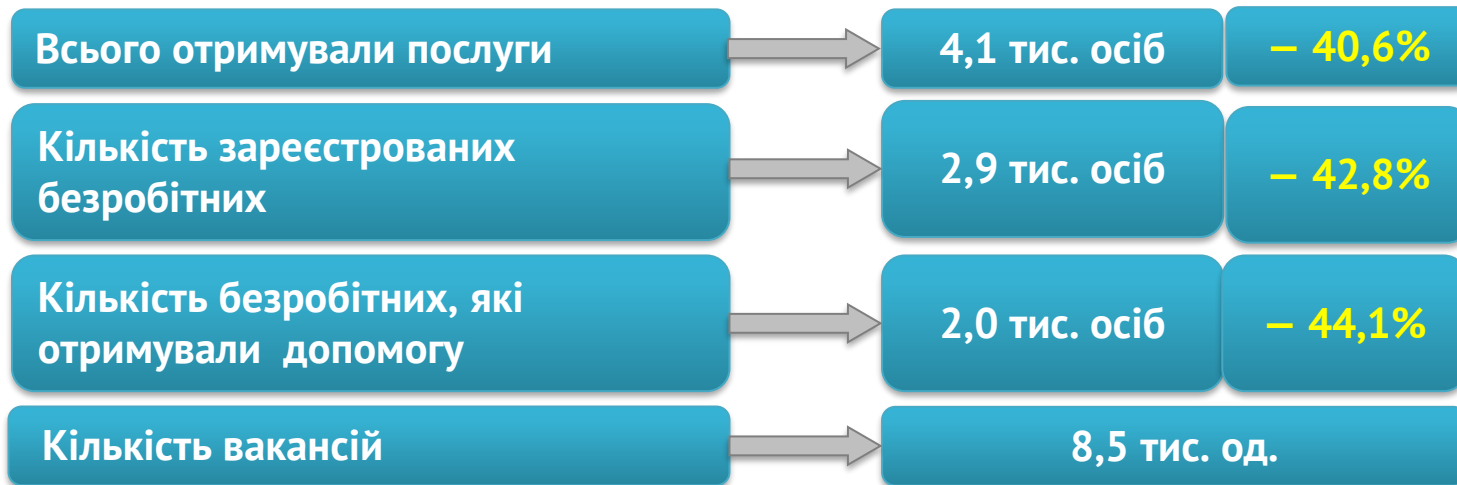 Всього отримували послуги
4,1 тис. осіб
— 40,6%
Кількість зареєстрованих
безробітних
2,9 тис. осіб
— 42,8%
Кількість безробітних, які
отримували допомогу
2,0 тис. осіб
— 44,1%
Кількість вакансій
8,5 тис. од.